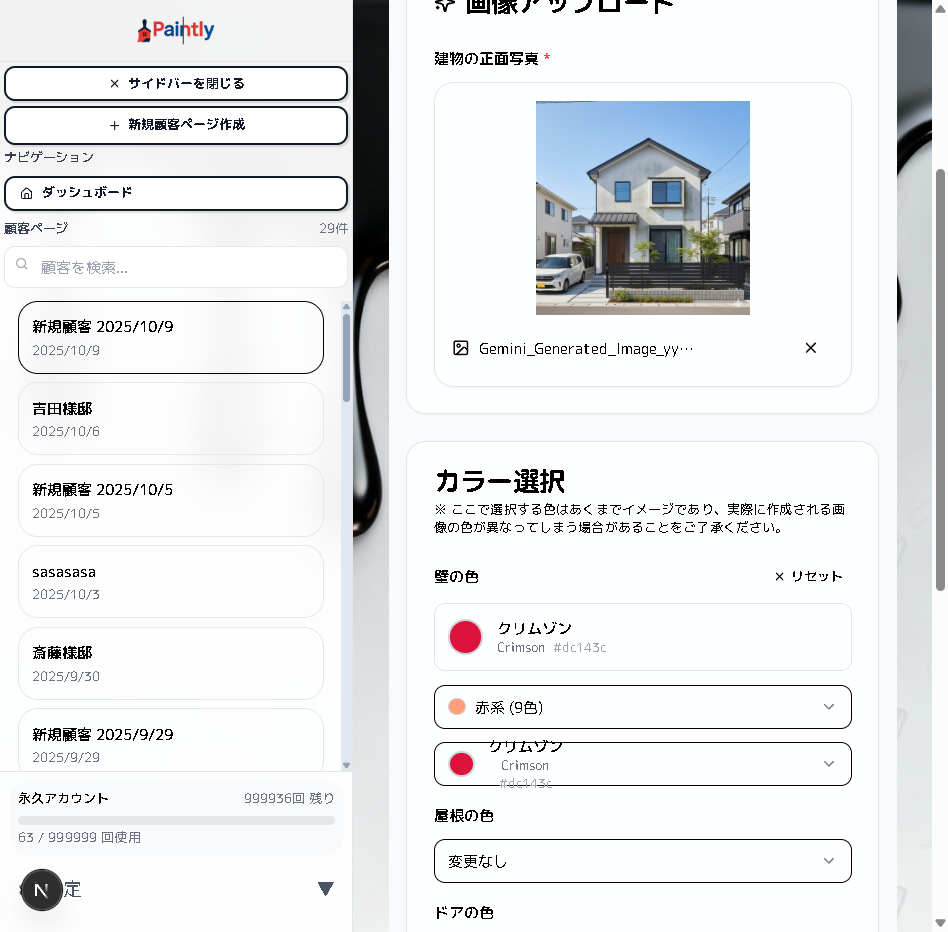 Paintly
× サイドバーを閉じる
+ 新規顧客ページ作成
ナビゲーション
ダッシュボード
顧客ページ 29件
顧客を検索...
新規顧客 2025/10/9
2025/10/9
吉田様邸
2025/10/6
新規顧客 2025/10/5
2025/10/5
sasasasa
2025/10/3
斎藤様邸
2025/9/30
新規顧客 2025/9/29
2025/9/29
永久アカウント 999936回 残り
63 / 999999 回使用
N
定 ▼
画像アップロード
建物の正面写真 *
Gemini_Generated_Image_yy… ×
カラー選択
※ ここで選択する色はあくまでイメージであり、実際に作成される画
像の色が異なってしまう場合があることをご了承ください。
壁の色 × リセット
クリムゾン
Crimson #dc143c
赤系 (9色)
クリムゾン
Crimson
#dc143c
屋根の色
変更なし
ドアの色